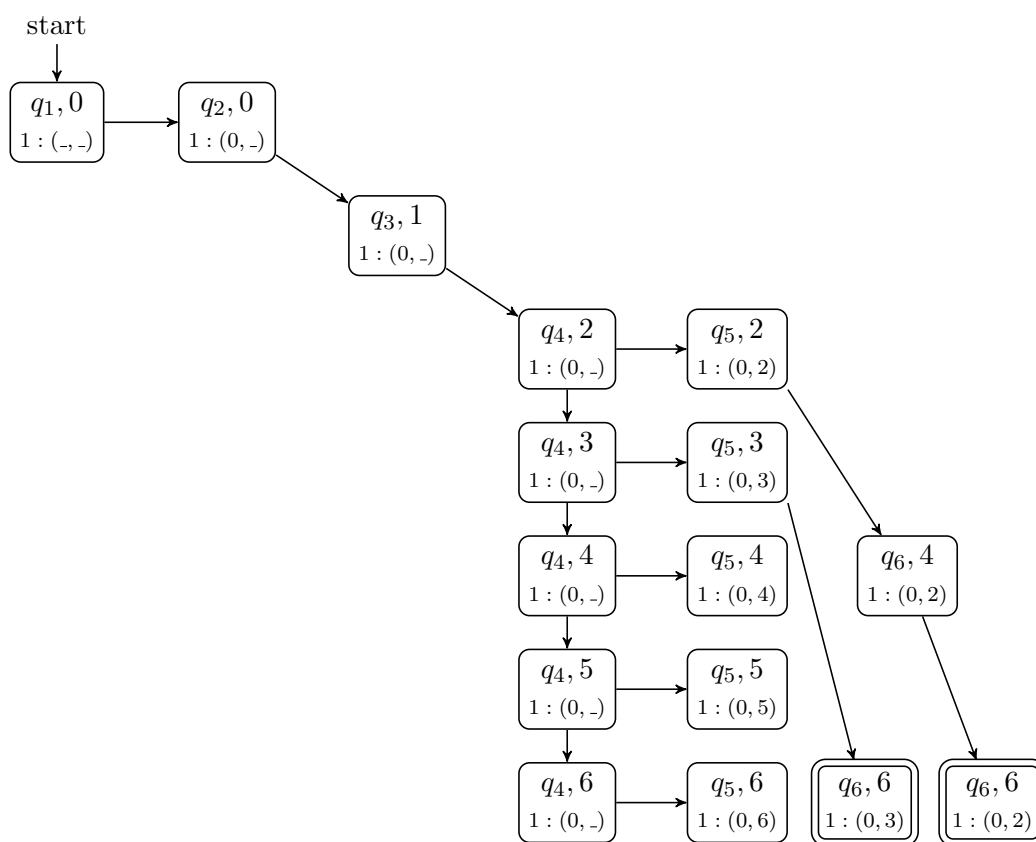 start
q₁, 0
1 : (_, _)
q₂, 0
1 : (0, _)
q₃, 1
1 : (0, _)
q₄, 2
1 : (0, _)
q₅, 2
1 : (0, 2)
q₄, 3
1 : (0, _)
q₅, 3
1 : (0, 3)
q₄, 4
1 : (0, _)
q₅, 4
1 : (0, 4)
q₆, 4
1 : (0, 2)
q₄, 5
1 : (0, _)
q₅, 5
1 : (0, 5)
q₄, 6
1 : (0, _)
q₅, 6
1 : (0, 6)
q₆, 6
1 : (0, 3)
q₆, 6
1 : (0, 2)